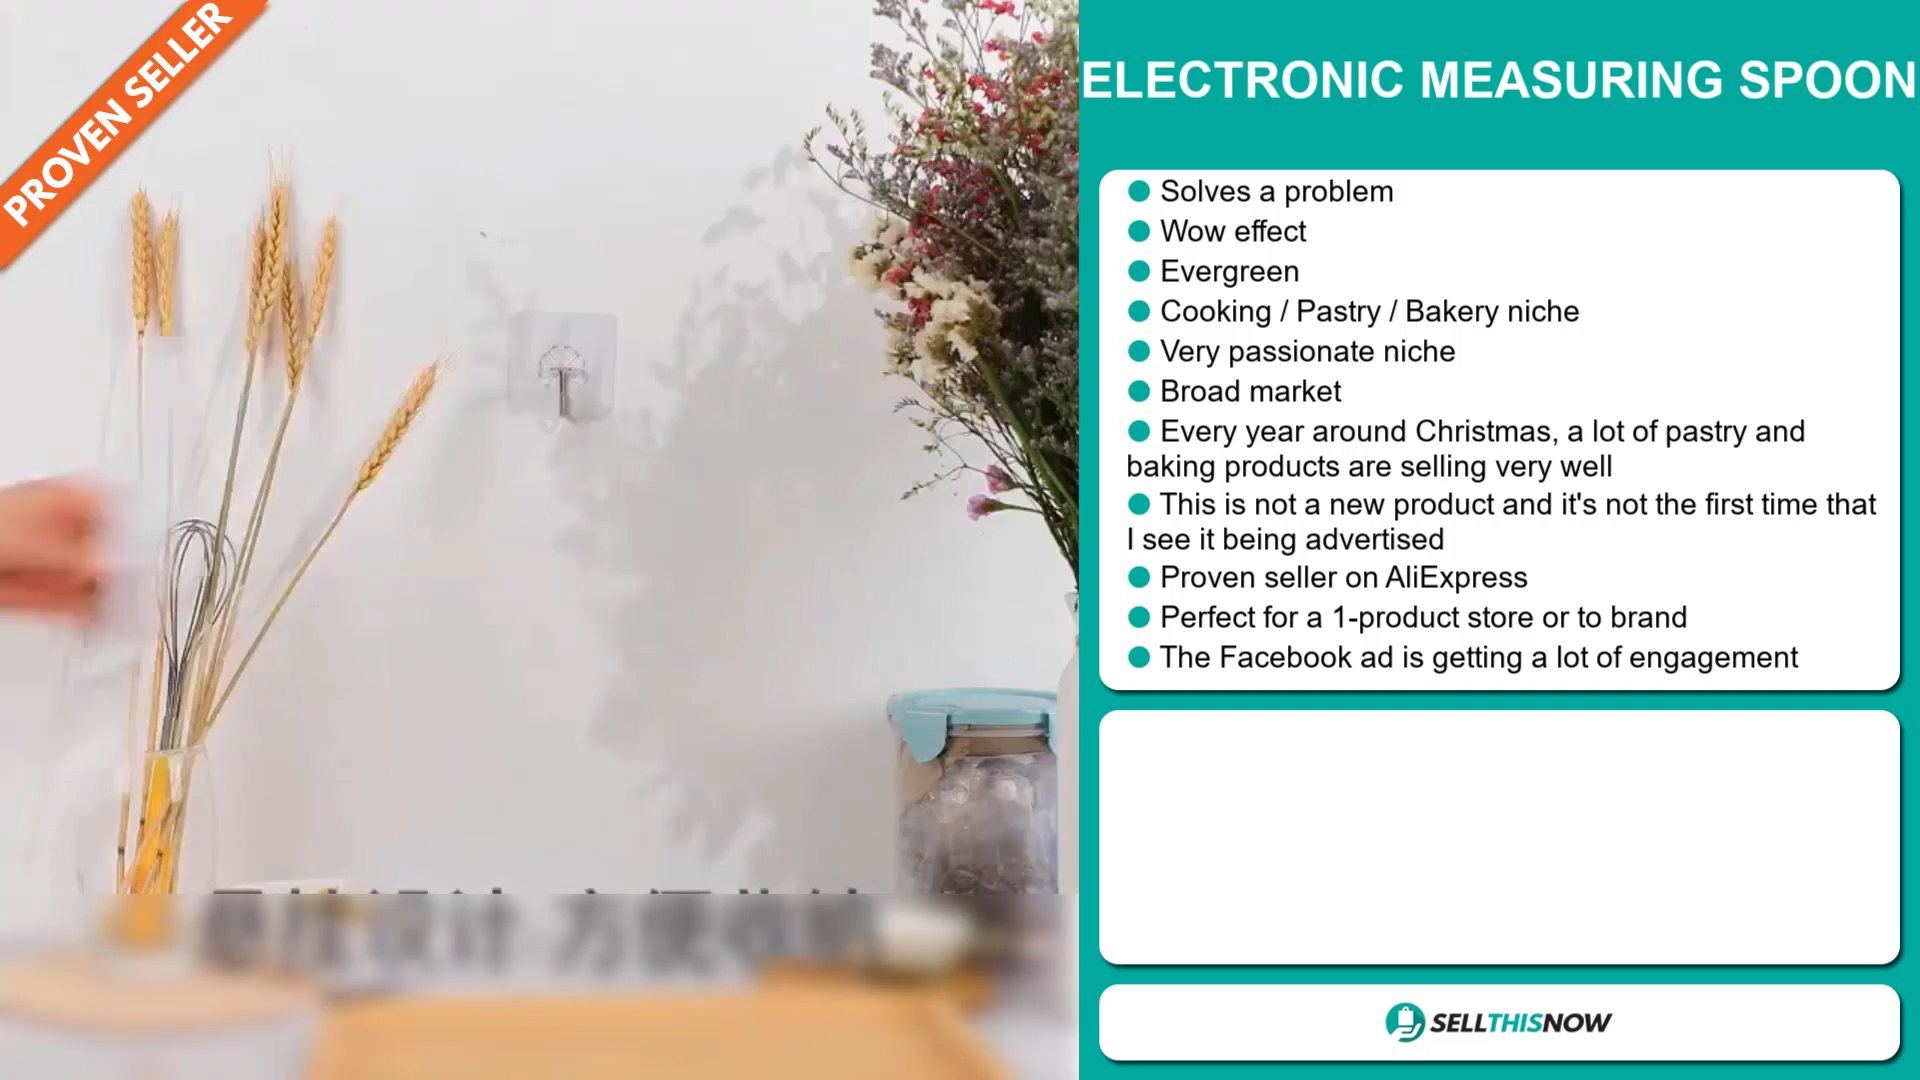 PROVEN SELLER
ELECTRONIC MEASURING SPOON
Solves a problem
Wow effect
Evergreen
Cooking / Pastry / Bakery niche
Very passionate niche
Broad market
Every year around Christmas, a lot of pastry and
baking products are selling very well
This is not a new product and it's not the first time that
I see it being advertised
Proven seller on AliExpress
Perfect for a 1-product store or to brand
The Facebook ad is getting a lot of engagement
SELLTHISNOW